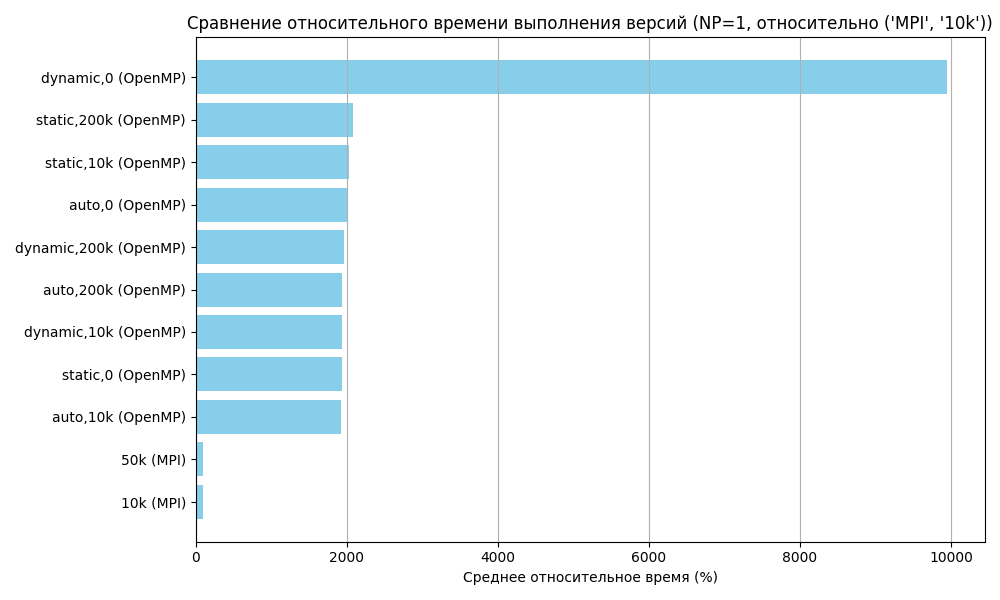 Сравнение относительного времени выполнения версий (NP=1, относительно ('MPI', '10k'))
dynamic,0 (OpenMP)
static,200k (OpenMP)
static,10k (OpenMP)
auto,0 (OpenMP)
dynamic,200k (OpenMP)
auto,200k (OpenMP)
dynamic,10k (OpenMP)
static,0 (OpenMP)
auto,10k (OpenMP)
50k (MPI)
10k (MPI)
0 2000 4000 6000 8000 10000
Среднее относительное время (%)